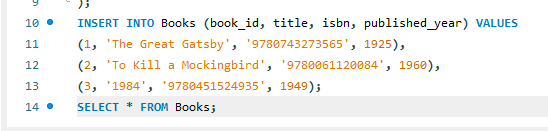 9 );
10 INSERT INTO Books (book_id, title, isbn, published_year) VALUES
11 (1, 'The Great Gatsby', '9780743273565', 1925),
12 (2, 'To Kill a Mockingbird', '9780061120084', 1960),
13 (3, '1984', '9780451524935', 1949);
14 SELECT * FROM Books;